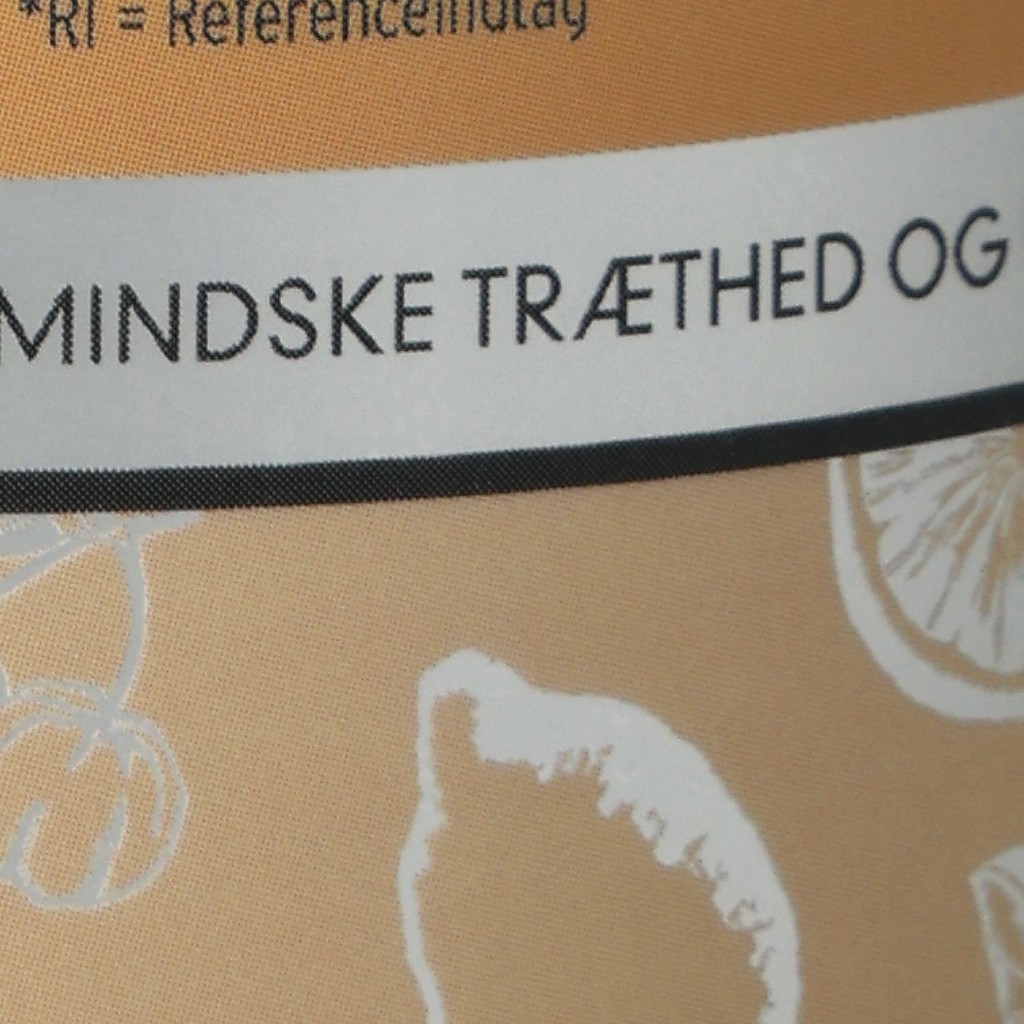 *RI = Referenceindtag
MINDSKE TRÆTHED OG